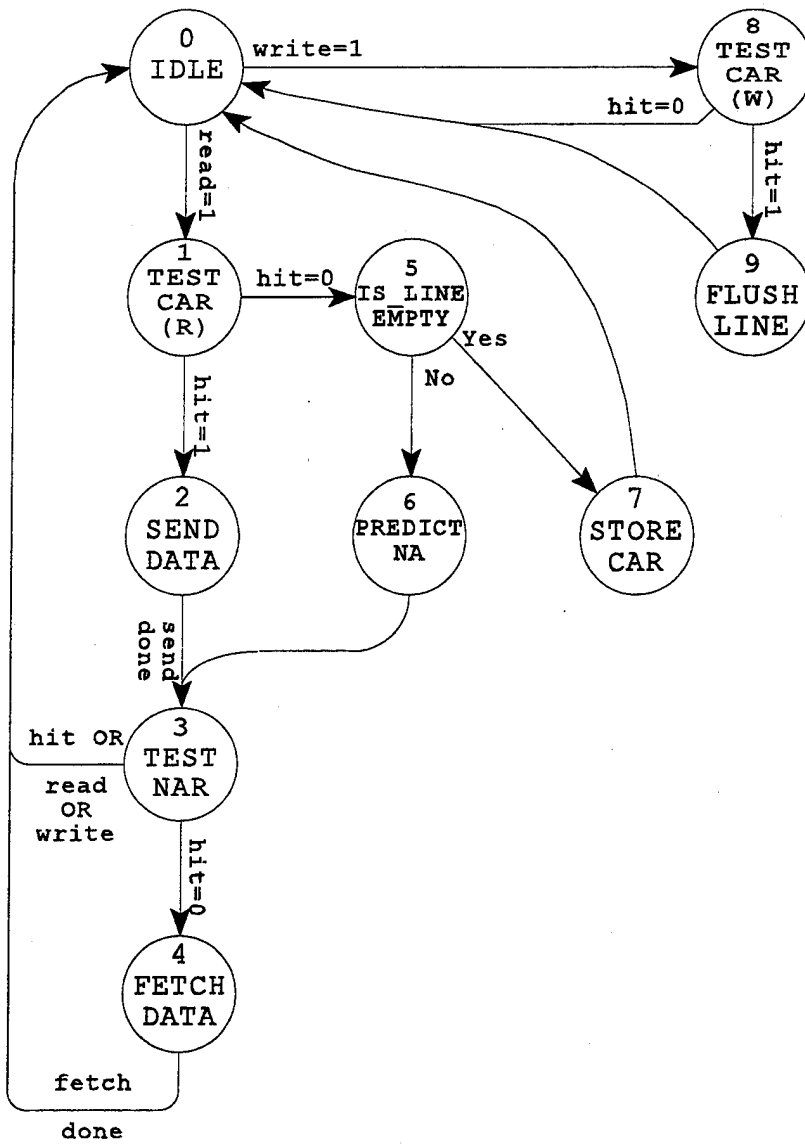 0
IDLE
write=1
8
TEST
CAR
(W)
hit=0
read=1
hit=1
1
TEST
CAR
(R)
hit=0
5
IS_LINE
EMPTY
9
FLUSH
LINE
Yes
No
hit=1
2
SEND
DATA
6
PREDICT
NA
7
STORE
CAR
send
done
3
TEST
NAR
hit OR
read
OR
write
hit=0
4
FETCH
DATA
fetch
done